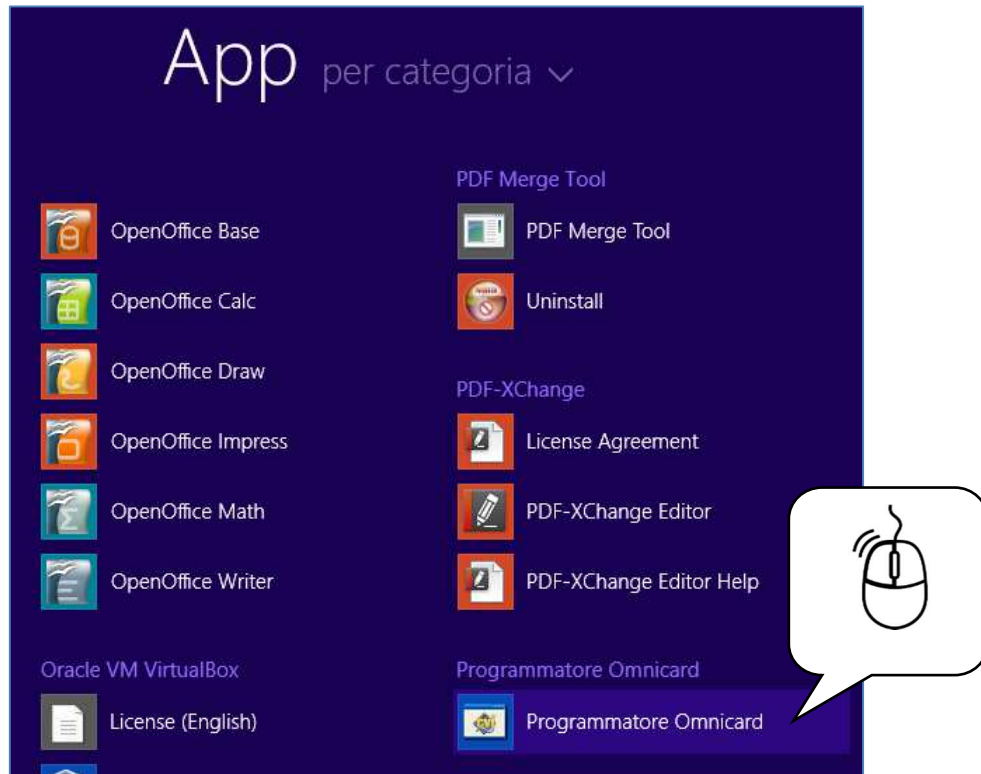 App per categoria
OpenOffice Base
OpenOffice Calc
OpenOffice Draw
OpenOffice Impress
OpenOffice Math
OpenOffice Writer
Oracle VM VirtualBox
License (English)
PDF Merge Tool
PDF Merge Tool
Uninstall
PDF-XChange
License Agreement
PDF-XChange Editor
PDF-XChange Editor Help
Programmatore Omnicard
Programmatore Omnicard